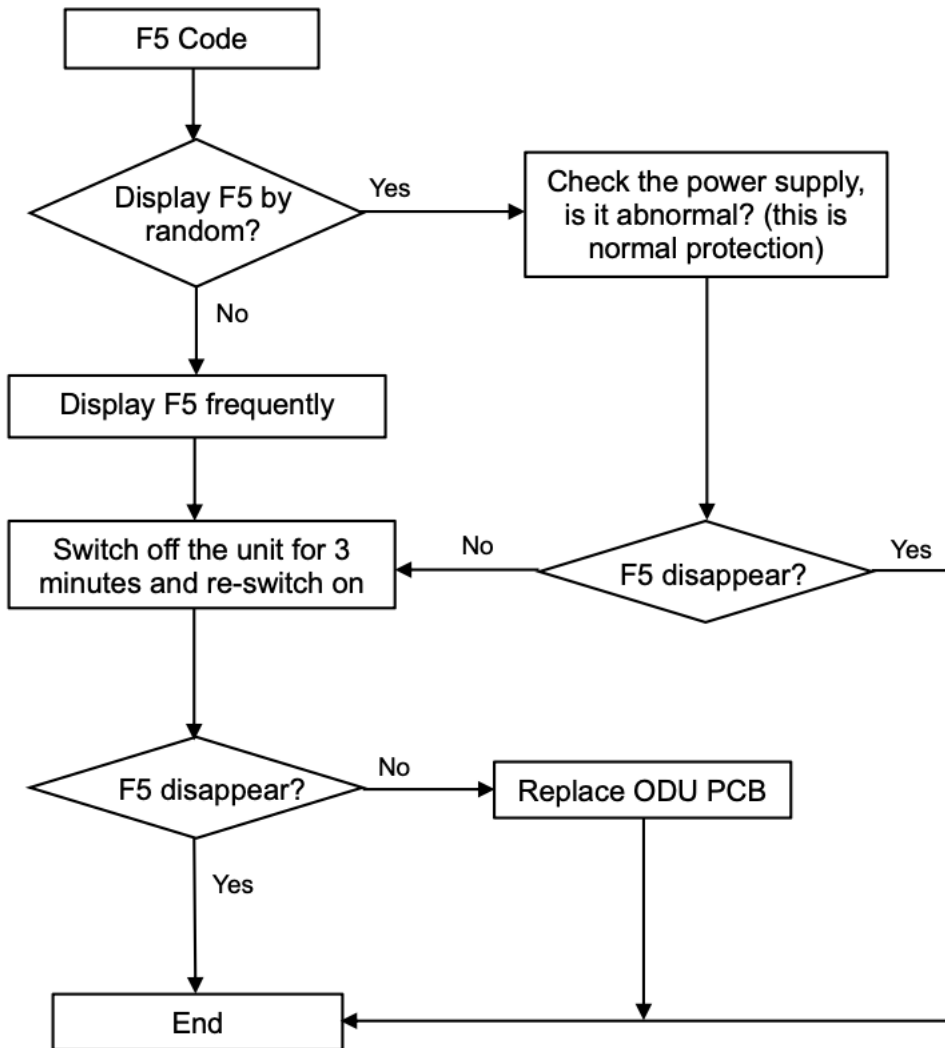 F5 Code
Display F5 by
random?
Yes
Check the power supply,
is it abnormal? (this is
normal protection)
No
Display F5 frequently
Switch off the unit for 3
minutes and re-switch on
No
F5 disappear?
Yes
F5 disappear?
No
Replace ODU PCB
Yes
End